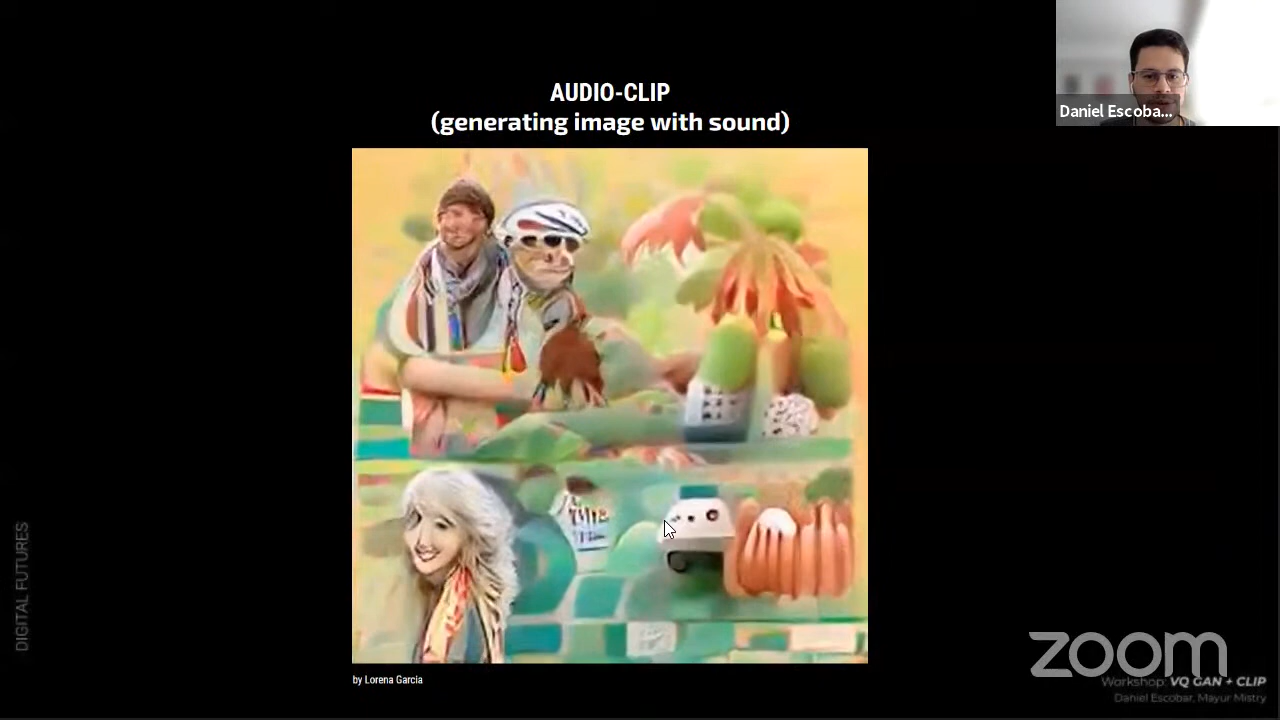 AUDIO-CLIP
(generating image with sound)
Daniel Escoba...
by Lorena Garcia
DIGITAL FUTURES
zoom
Workshop: VQ GAN + CLIP
Daniel Escobar, Mayur Mistry